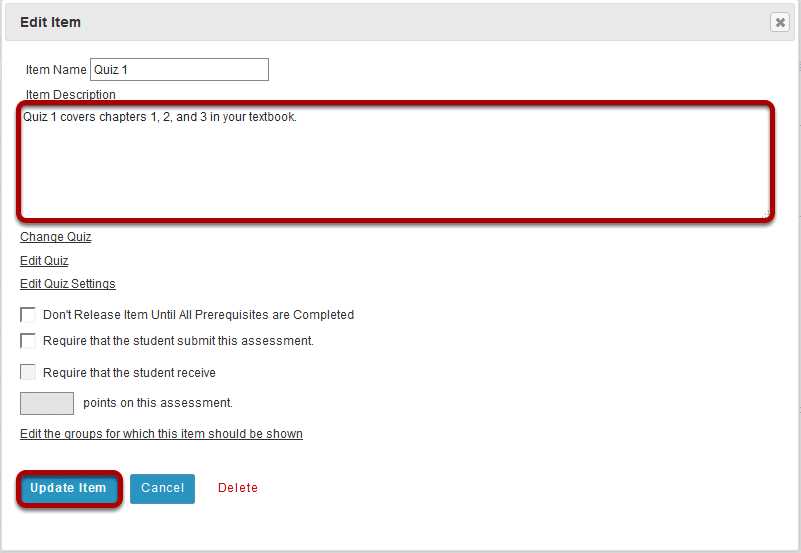 Edit Item
Item Name Quiz 1
Item Description
Quiz 1 covers chapters 1, 2, and 3 in your textbook.
Change Quiz
Edit Quiz
Edit Quiz Settings
Don't Release Item Until All Prerequisites are Completed
Require that the student submit this assessment.
Require that the student receive
points on this assessment.
Edit the groups for which this item should be shown
Update Item Cancel Delete